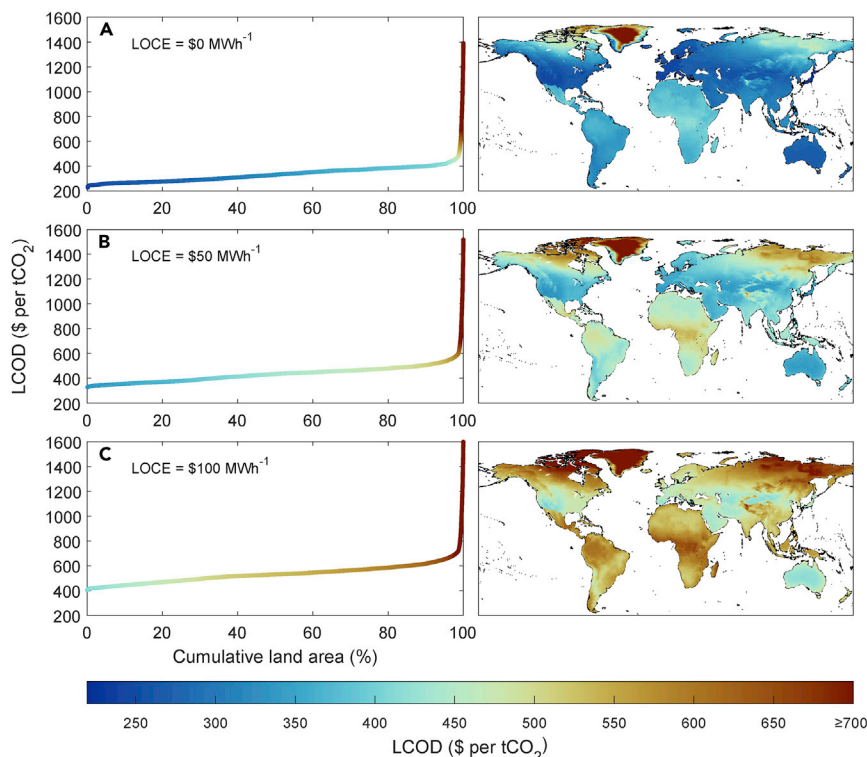 A
LOCE = $0 MWh⁻¹
1600
1400
1200
1000
800
600
400
200
0 20 40 60 80 100
B
LOCE = $50 MWh⁻¹
1600
1400
1200
1000
800
600
400
200
0 20 40 60 80 100
LCOD ($ per tCO₂)
C
LOCE = $100 MWh⁻¹
1600
1400
1200
1000
800
600
400
200
0 20 40 60 80 100
Cumulative land area (%)
250 300 350 400 450 500 550 600 650 ≥700
LCOD ($ per tCO₂)